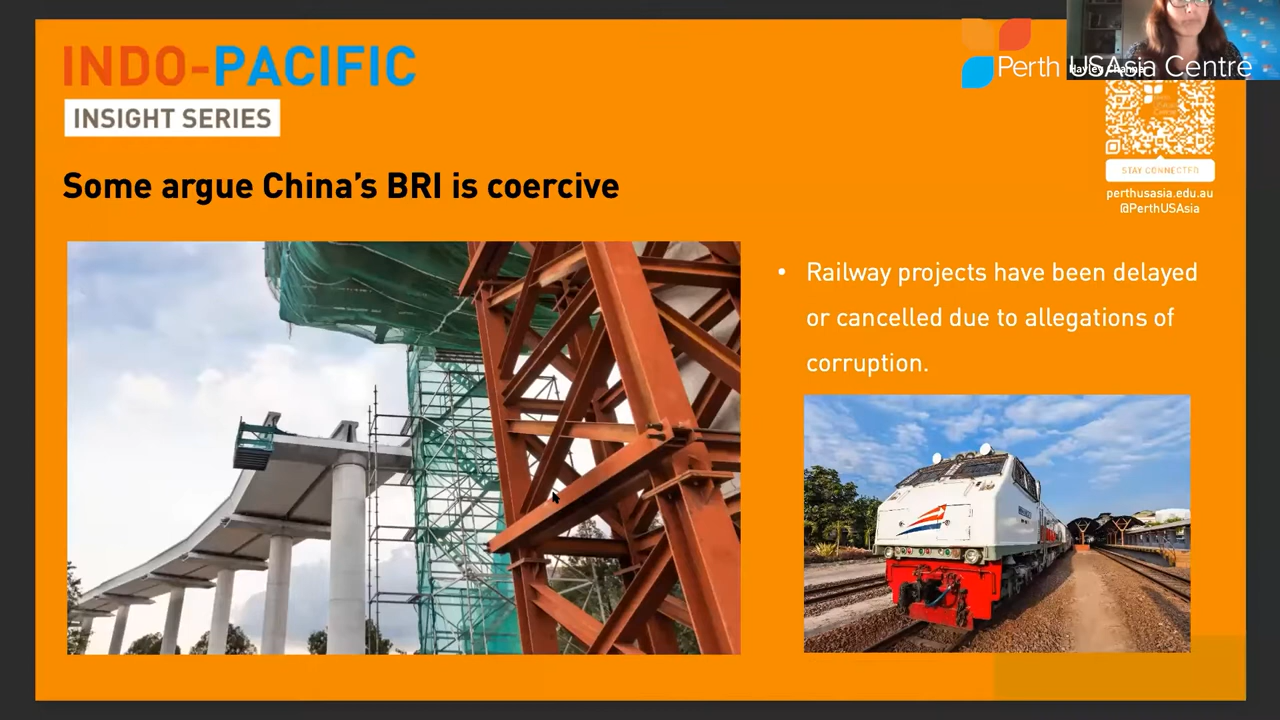 INDO-PACIFIC
INSIGHT SERIES
Perth USAsia Centre
Hayley
STAY CONNECTED
perthusasia.edu.au
@PerthUSAsia
Some argue China's BRI is coercive
• Railway projects have been delayed
or cancelled due to allegations of
corruption.